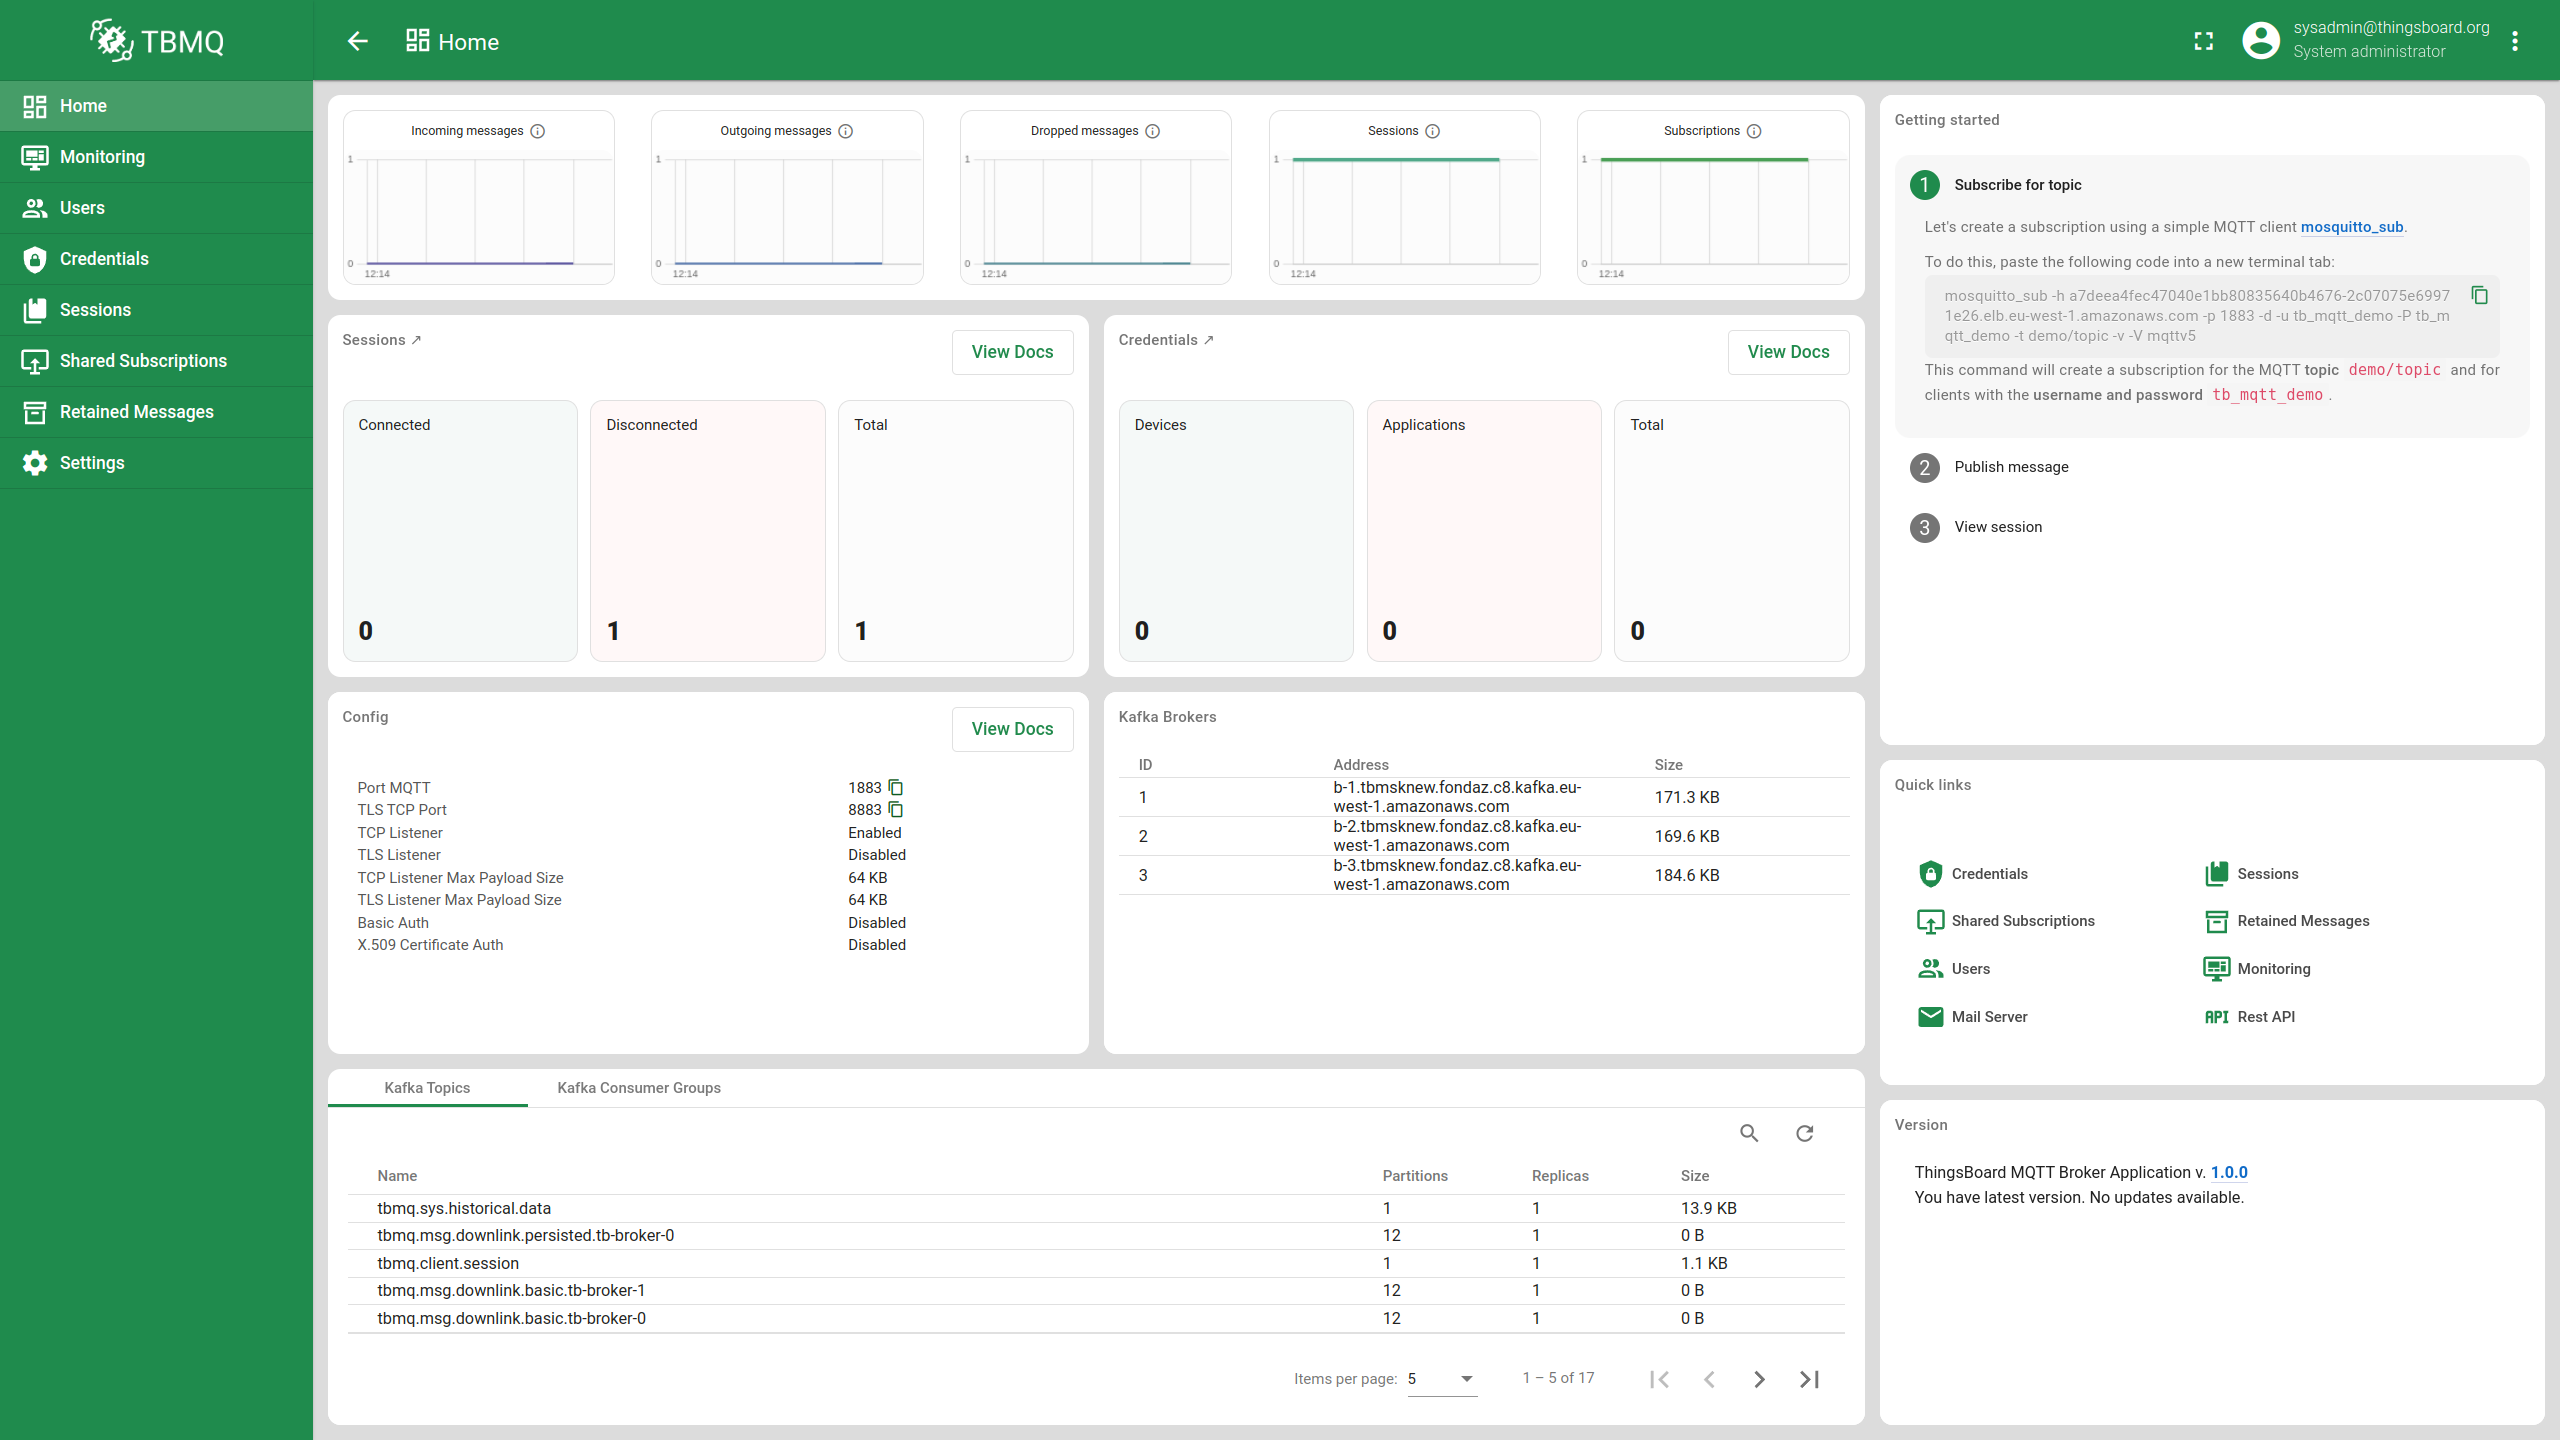 TBMQ
Home
sysadmin@thingsboard.org
System administrator
Home
Monitoring
Users
Credentials
Sessions
Shared Subscriptions
Retained Messages
Settings
Incoming messages
1
0
12:14
Outgoing messages
1
0
12:14
Dropped messages
1
0
12:14
Sessions
1
0
12:14
Subscriptions
1
0
12:14
Sessions ↗
View Docs
Connected
0
Disconnected
1
Total
1
Credentials ↗
View Docs
Devices
0
Applications
0
Total
0
Config
View Docs
Port MQTT 1883
TLS TCP Port 8883
TCP Listener Enabled
TLS Listener Disabled
TCP Listener Max Payload Size 64 KB
TLS Listener Max Payload Size 64 KB
Basic Auth Disabled
X.509 Certificate Auth Disabled
Kafka Brokers
ID Address Size
1 b-1.tbmsknew.fondaz.c8.kafka.eu-
west-1.amazonaws.com 171.3 KB
2 b-2.tbmsknew.fondaz.c8.kafka.eu-
west-1.amazonaws.com 169.6 KB
3 b-3.tbmsknew.fondaz.c8.kafka.eu-
west-1.amazonaws.com 184.6 KB
Kafka Topics Kafka Consumer Groups
Name Partitions Replicas Size
tbmq.sys.historical.data 1 1 13.9 KB
tbmq.msg.downlink.persisted.tb-broker-0 12 1 0 B
tbmq.client.session 1 1 1.1 KB
tbmq.msg.downlink.basic.tb-broker-1 12 1 0 B
tbmq.msg.downlink.basic.tb-broker-0 12 1 0 B
Items per page: 5 1 – 5 of 17
Getting started
1 Subscribe for topic
Let's create a subscription using a simple MQTT client mosquitto_sub.
To do this, paste the following code into a new terminal tab:
mosquitto_sub -h a7deea4fec47040e1bb80835640b4676-2c07075e6997
1e26.elb.eu-west-1.amazonaws.com -p 1883 -d -u tb_mqtt_demo -P tb_m
qtt_demo -t demo/topic -v -V mqttv5
This command will create a subscription for the MQTT topic demo/topic and for
clients with the username and password tb_mqtt_demo .
2 Publish message
3 View session
Quick links
Credentials Sessions
Shared Subscriptions Retained Messages
Users Monitoring
Mail Server API Rest API
Version
ThingsBoard MQTT Broker Application v. 1.0.0
You have latest version. No updates available.